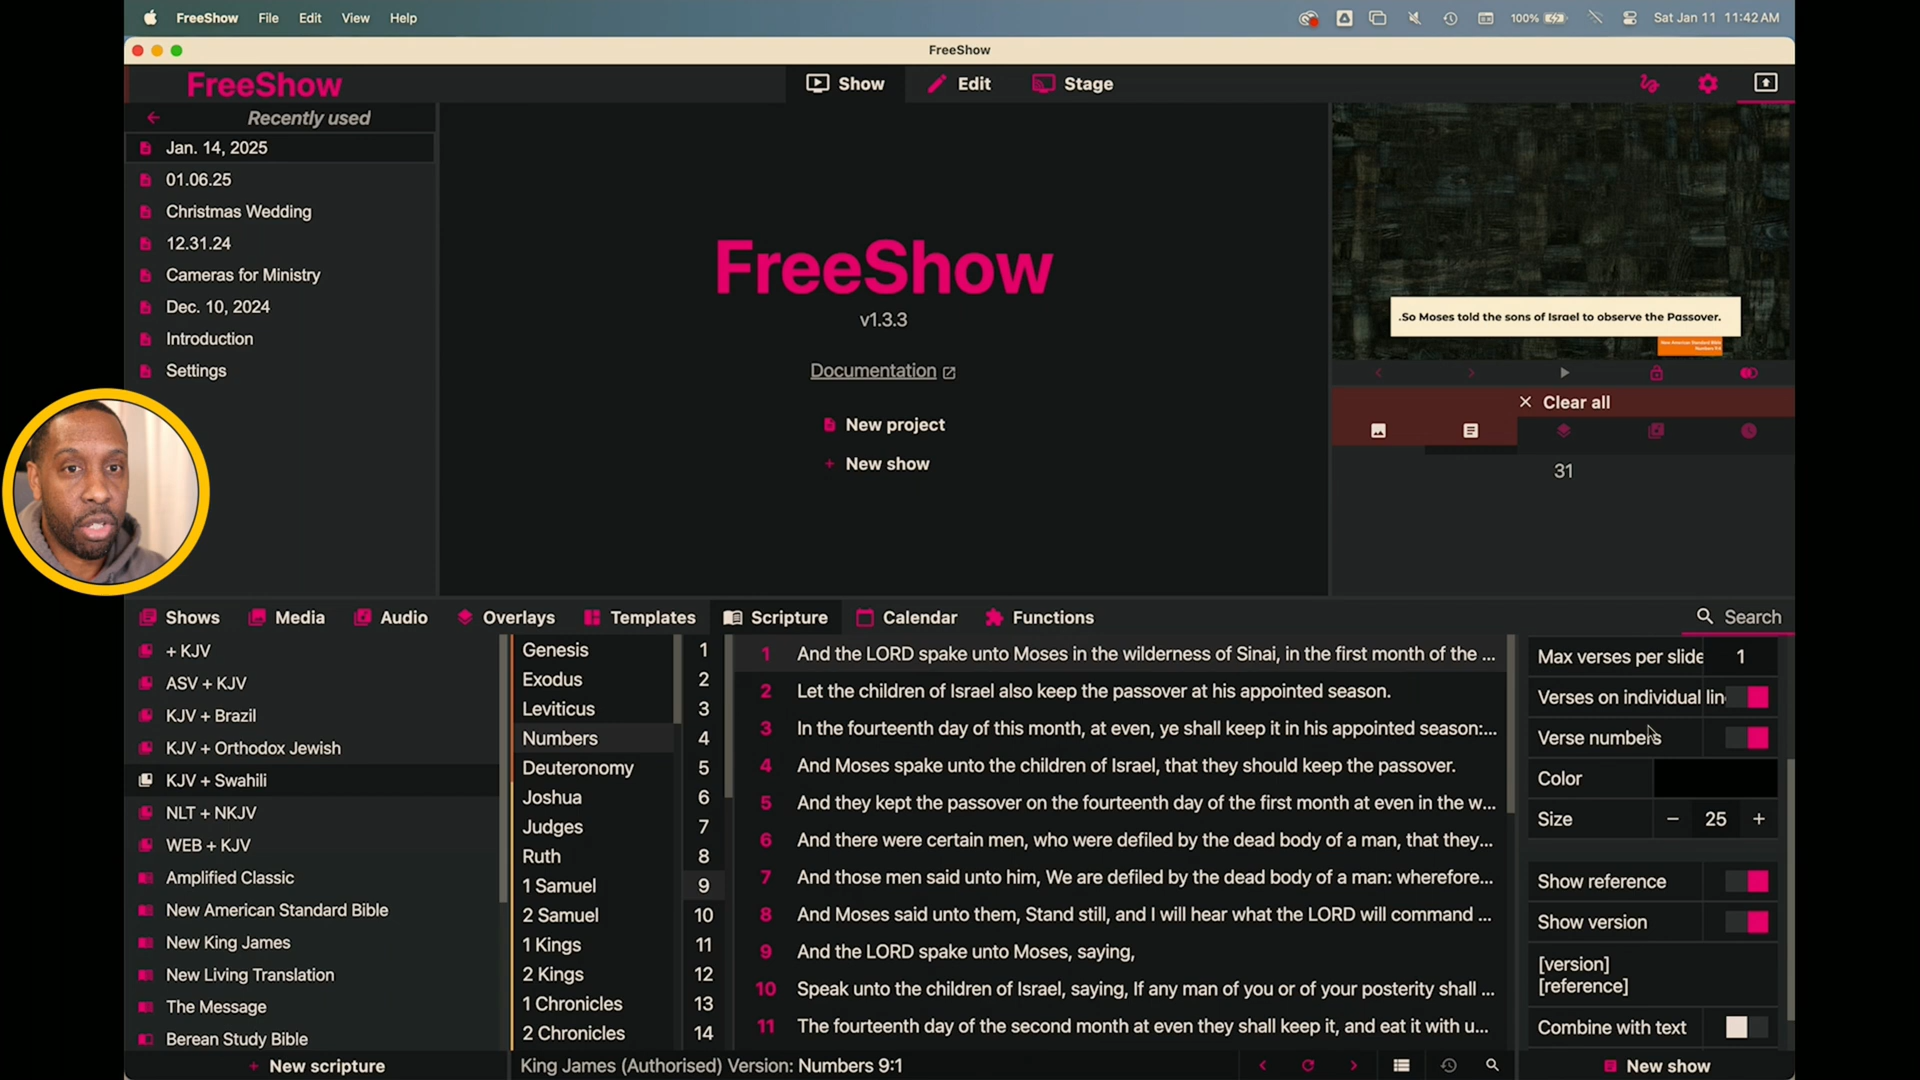 FreeShow File Edit View Help
100% Sat Jan 11 11:42 AM
FreeShow
FreeShow
Show Edit Stage
Recently used
Jan. 14, 2025
01.06.25
Christmas Wedding
12.31.24
Cameras for Ministry
Dec. 10, 2024
Introduction
Settings
FreeShow
v1.3.3
Documentation
New project
+ New show
.So Moses told the sons of Israel to observe the Passover.
New American Standard Bible
Numbers 9:4
Clear all
31
Shows Media Audio Overlays Templates Scripture Calendar Functions Search
+ KJV
ASV + KJV
KJV + Brazil
KJV + Orthodox Jewish
KJV + Swahili
NLT + NKJV
WEB + KJV
Amplified Classic
New American Standard Bible
New King James
New Living Translation
The Message
Berean Study Bible
+ New scripture
Genesis
Exodus
Leviticus
Numbers
Deuteronomy
Joshua
Judges
Ruth
1 Samuel
2 Samuel
1 Kings
2 Kings
1 Chronicles
2 Chronicles
1
2
3
4
5
6
7
8
9
10
11
12
13
14
1 And the LORD spake unto Moses in the wilderness of Sinai, in the first month of the ...
2 Let the children of Israel also keep the passover at his appointed season.
3 In the fourteenth day of this month, at even, ye shall keep it in his appointed season:...
4 And Moses spake unto the children of Israel, that they should keep the passover.
5 And they kept the passover on the fourteenth day of the first month at even in the w...
6 And there were certain men, who were defiled by the dead body of a man, that they...
7 And those men said unto him, We are defiled by the dead body of a man: wherefore...
8 And Moses said unto them, Stand still, and I will hear what the LORD will command ...
9 And the LORD spake unto Moses, saying,
10 Speak unto the children of Israel, saying, If any man of you or of your posterity shall ...
11 The fourteenth day of the second month at even they shall keep it, and eat it with u...
King James (Authorised) Version: Numbers 9:1
Max verses per slide 1
Verses on individual lin
Verse numbers
Color
Size − 25 +
Show reference
Show version
[version]
[reference]
Combine with text
New show